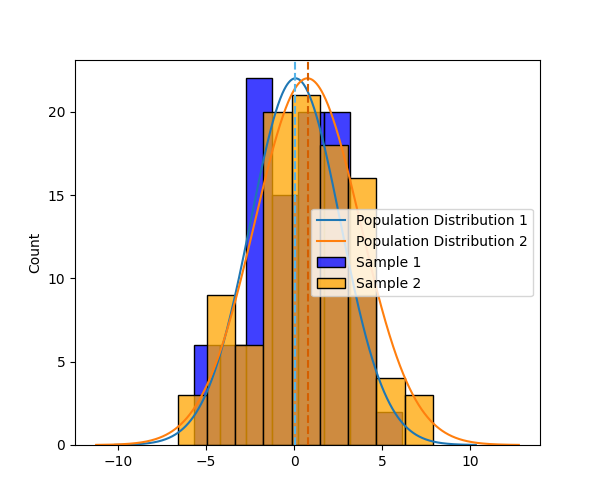 Count
20
15
10
5
0
−10
−5
0
5
10
Population Distribution 1
Population Distribution 2
Sample 1
Sample 2